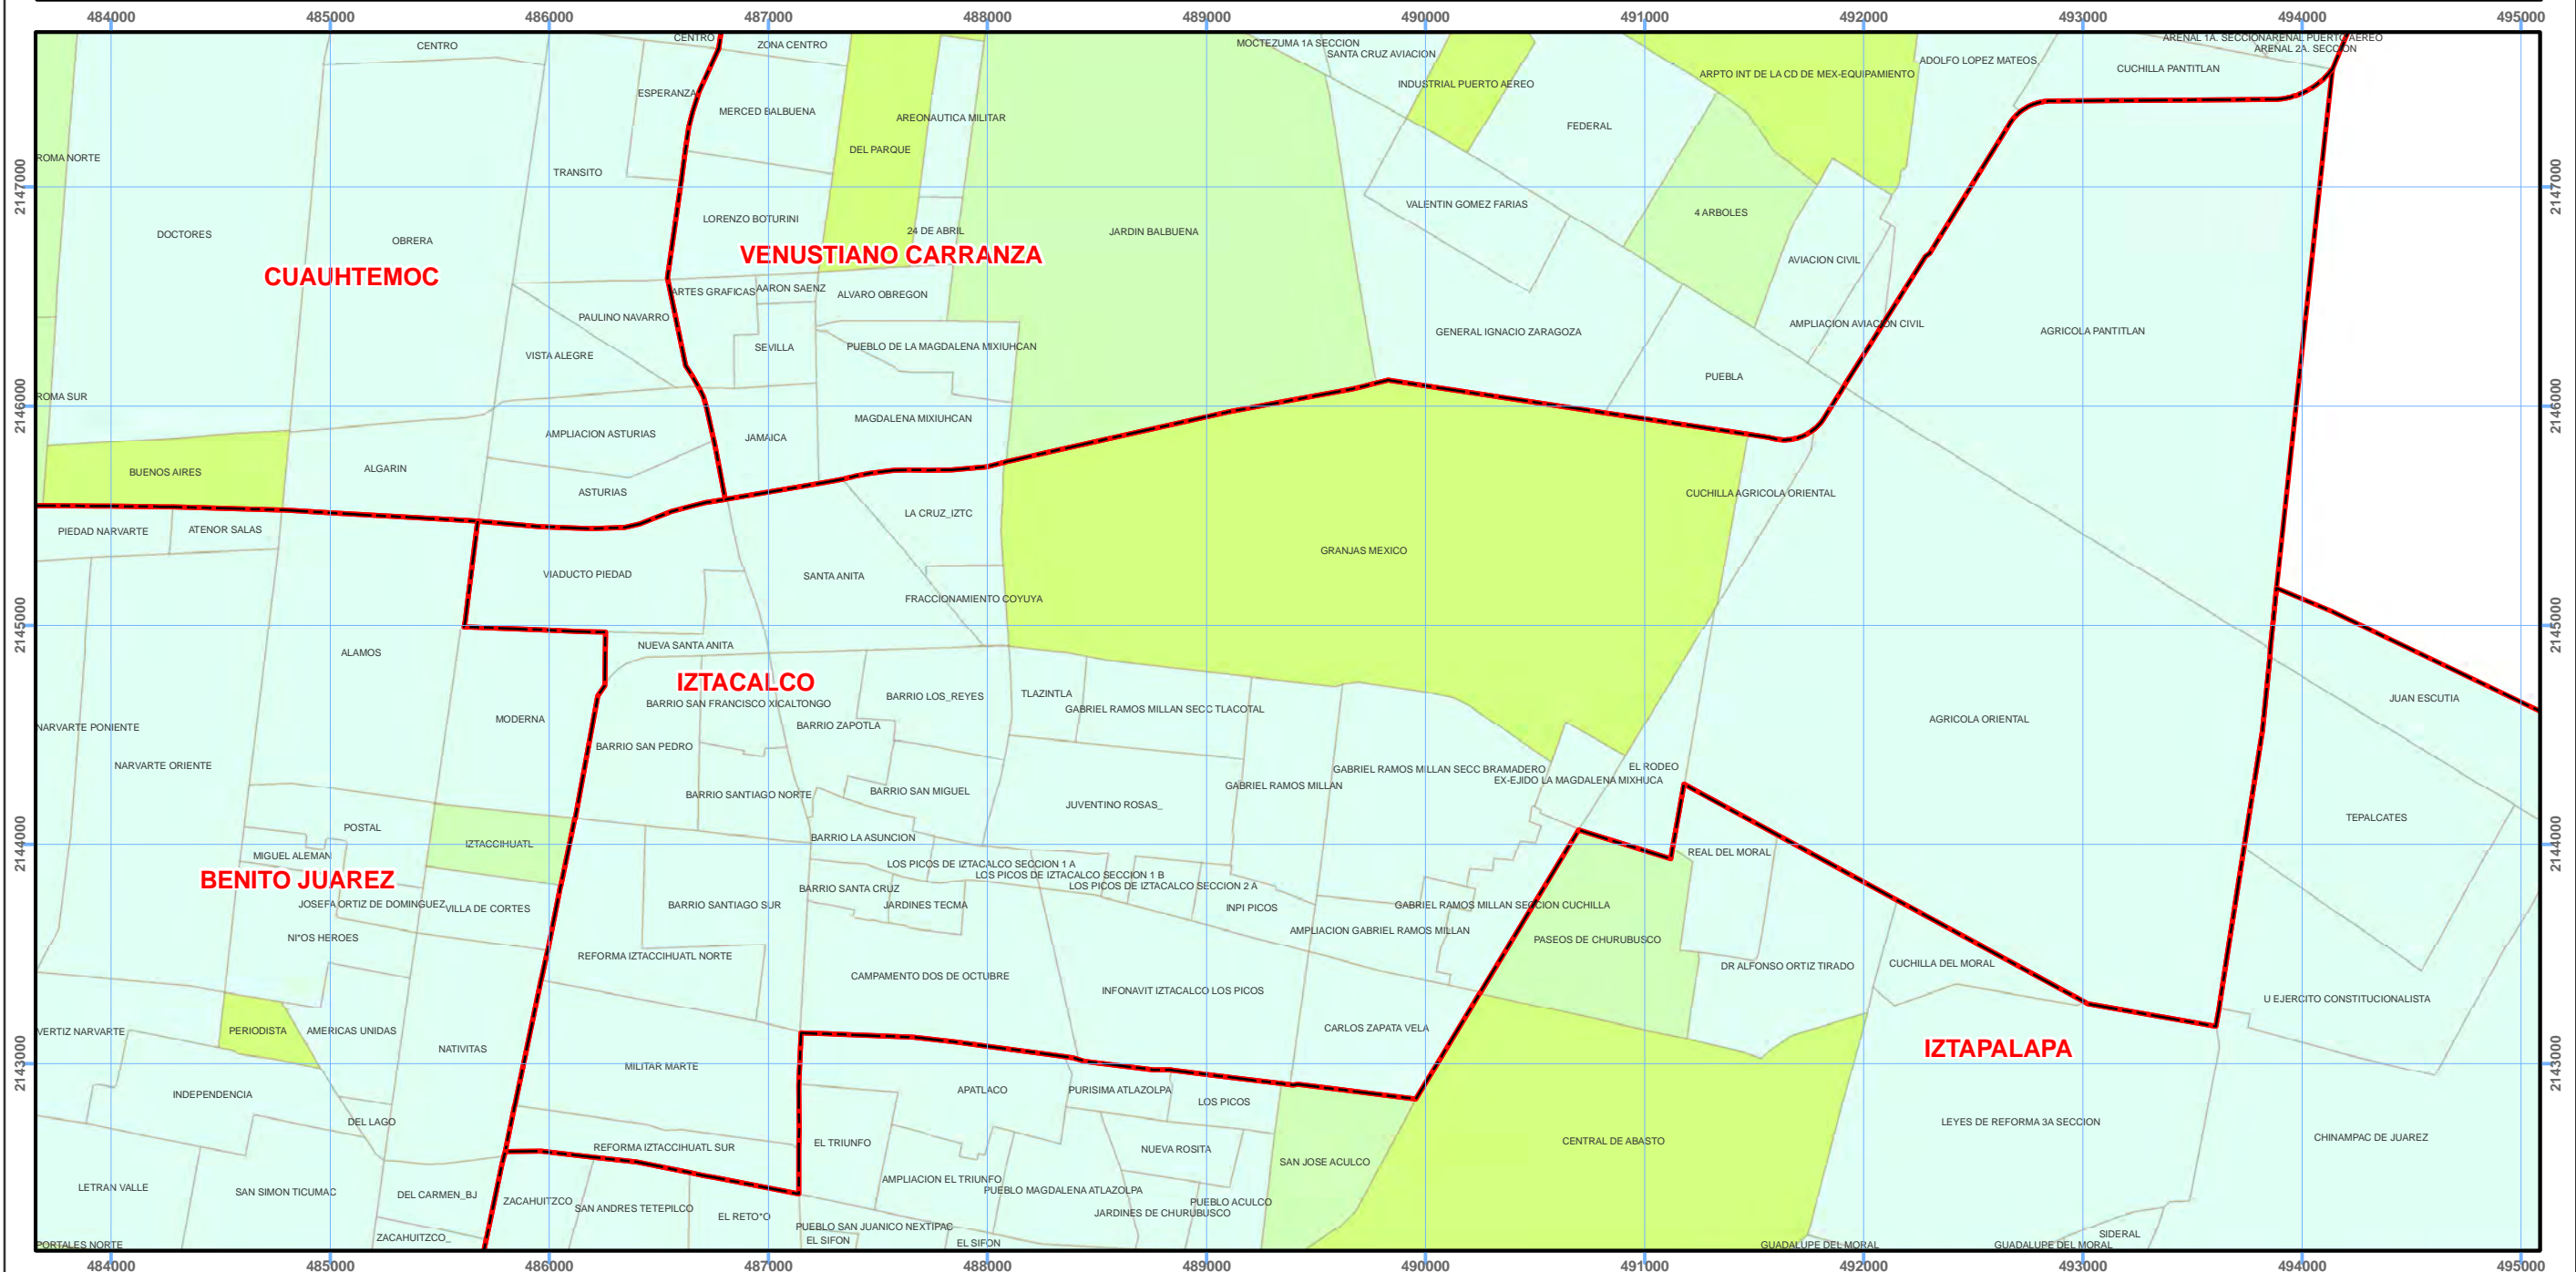 484000
485000
486000
487000
488000
489000
490000
491000
492000
493000
494000
495000
CENTRO
CENTRO
ZONA CENTRO
MOCTEZUMA 1A SECCION
SANTA CRUZ AVIACION
ARENAL 1A. SECCION
ARENAL PUERTO AEREO
ARENAL 2A. SECCION
ADOLFO LOPEZ MATEOS
CUCHILLA PANTITLAN
ARPTO INT DE LA CD DE MEX-EQUIPAMIENTO
INDUSTRIAL PUERTO AEREO
ESPERANZA
MERCED BALBUENA
AREONAUTICA MILITAR
FEDERAL
DEL PARQUE
ROMA NORTE
TRANSITO
2147000
2147000
VALENTIN GOMEZ FARIAS
4 ARBOLES
LORENZO BOTURINI
24 DE ABRIL
JARDIN BALBUENA
DOCTORES
OBRERA
VENUSTIANO CARRANZA
AVIACION CIVIL
CUAUHTEMOC
ARTES GRAFICAS
AARON SAENZ
ALVARO OBREGON
PAULINO NAVARRO
AMPLIACION AVIACION CIVIL
GENERAL IGNACIO ZARAGOZA
AGRICOLA PANTITLAN
SEVILLA
PUEBLO DE LA MAGDALENA MIXIUHCAN
VISTA ALEGRE
PUEBLA
ROMA SUR
2146000
2146000
MAGDALENA MIXIUHCAN
AMPLIACION ASTURIAS
JAMAICA
BUENOS AIRES
ALGARIN
ASTURIAS
CUCHILLA AGRICOLA ORIENTAL
LA CRUZ_IZTC
PIEDAD NARVARTE
ATENOR SALAS
GRANJAS MEXICO
VIADUCTO PIEDAD
SANTA ANITA
FRACCIONAMIENTO COYUYA
2145000
2145000
NUEVA SANTA ANITA
ALAMOS
IZTACALCO
BARRIO SAN FRANCISCO XICALTONGO
BARRIO LOS_REYES
TLAZINTLA
GABRIEL RAMOS MILLAN SECC TLACOTAL
JUAN ESCUTIA
MODERNA
AGRICOLA ORIENTAL
NARVARTE PONIENTE
BARRIO ZAPOTLA
BARRIO SAN PEDRO
NARVARTE ORIENTE
GABRIEL RAMOS MILLAN SECC BRAMADERO
EL RODEO
EX-EJIDO LA MAGDALENA MIXHUCA
GABRIEL RAMOS MILLAN
BARRIO SANTIAGO NORTE
BARRIO SAN MIGUEL
JUVENTINO ROSAS_
TEPALCATES
POSTAL
BARRIO LA ASUNCION
IZTACCIHUATL
2144000
2144000
MIGUEL ALEMAN
REAL DEL MORAL
LOS PICOS DE IZTACALCO SECCION 1 A
LOS PICOS DE IZTACALCO SECCION 1 B
LOS PICOS DE IZTACALCO SECCION 2 A
BENITO JUAREZ
BARRIO SANTA CRUZ
JOSEFA ORTIZ DE DOMINGUEZ
VILLA DE CORTES
BARRIO SANTIAGO SUR
JARDINES TECMA
INPI PICOS
GABRIEL RAMOS MILLAN SECCION CUCHILLA
AMPLIACION GABRIEL RAMOS MILLAN
NI*OS HEROES
PASEOS DE CHURUBUSCO
REFORMA IZTACCIHUATL NORTE
DR ALFONSO ORTIZ TIRADO
CUCHILLA DEL MORAL
CAMPAMENTO DOS DE OCTUBRE
INFONAVIT IZTACALCO LOS PICOS
U EJERCITO CONSTITUCIONALISTA
VERTIZ NARVARTE
PERIODISTA
AMERICAS UNIDAS
CARLOS ZAPATA VELA
NATIVITAS
IZTAPALAPA
2143000
2143000
MILITAR MARTE
INDEPENDENCIA
APATLACO
PURISIMA ATLAZOLPA
LOS PICOS
DEL LAGO
LEYES DE REFORMA 3A SECCION
CHINAMPAC DE JUAREZ
EL TRIUNFO
CENTRAL DE ABASTO
REFORMA IZTACCIHUATL SUR
NUEVA ROSITA
SAN JOSE ACULCO
LETRAN VALLE
SAN SIMON TICUMAC
DEL CARMEN_BJ
AMPLIACION EL TRIUNFO
PUEBLO MAGDALENA ATLAZOLPA
ZACAHUITZCO
SAN ANDRES TETEPILCO
PUEBLO ACULCO
JARDINES DE CHURUBUSCO
EL RETO*O
PUEBLO SAN JUANICO NEXTIPAC
ZACAHUITZCO_
EL SIFON
EL SIFON
SIDERAL
PORTALES NORTE
GUADALUPE DEL MORAL
GUADALUPE DEL MORAL
484000
485000
486000
487000
488000
489000
490000
491000
492000
493000
494000
495000